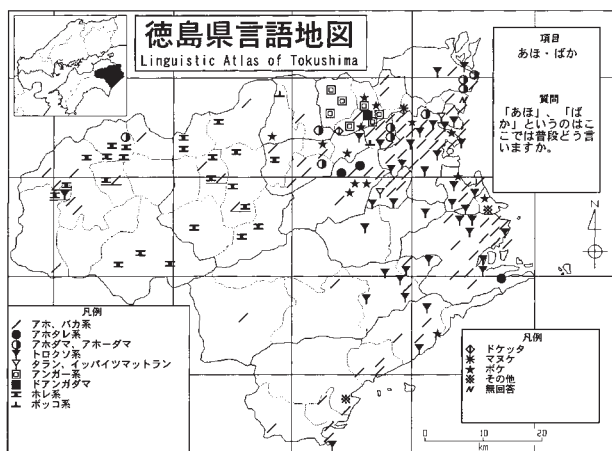 徳島県言語地図
Linguistic Atlas of Tokushima
項目
あほ・ばか
質問
「あほ」、「ば
か」というのはこ
こでは普段どう言
いますか。
N
凡例
アホ、バカ系
アホタレ系
アホダマ、アホーダマ
トロクソ系
タラン、イッパイツマットラン
アンガー系
ドアンガダマ
ホレ系
ボッコ系
凡例
ドケッタ
マヌケ
ボケ
その他
無回答
0 10 20
km